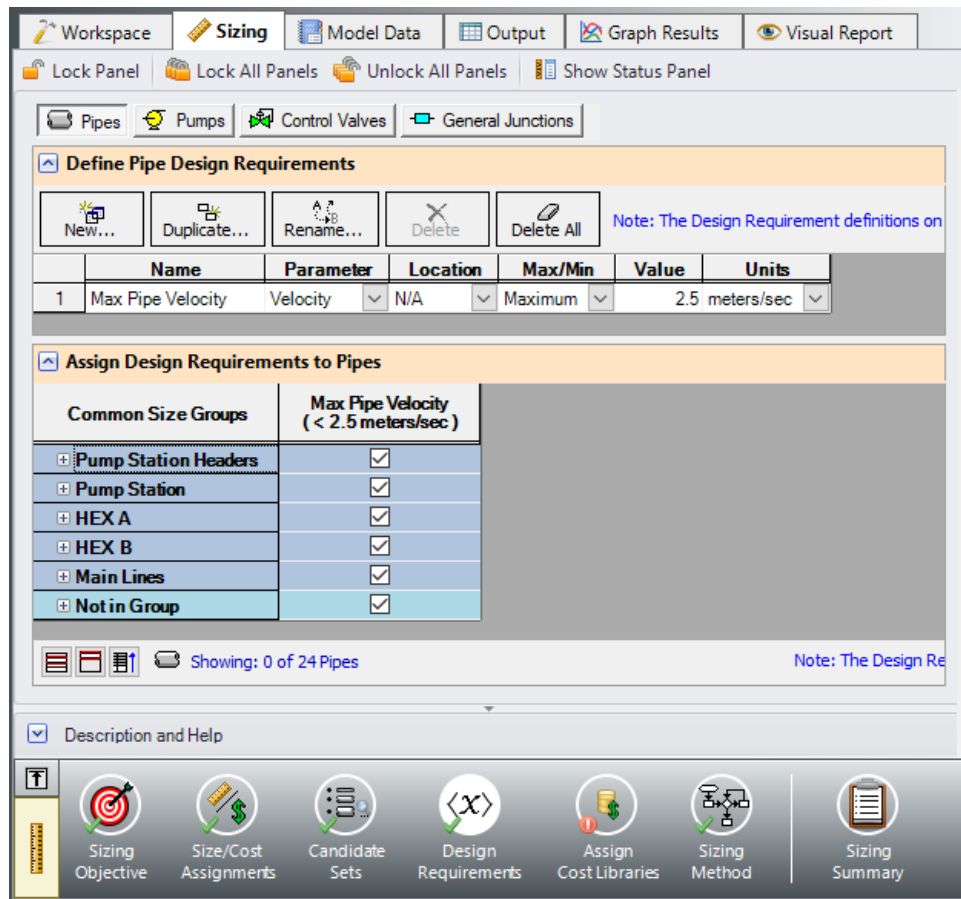 Workspace Sizing Model Data Output Graph Results Visual Report
Lock Panel Lock All Panels Unlock All Panels Show Status Panel
Pipes Pumps Control Valves General Junctions
Define Pipe Design Requirements
New... Duplicate... Rename... Delete Delete All Note: The Design Requirement definitions on
Name Parameter Location Max/Min Value Units
1 Max Pipe Velocity Velocity N/A Maximum 2.5 meters/sec
Assign Design Requirements to Pipes
Common Size Groups Max Pipe Velocity
( < 2.5 meters/sec )
Pump Station Headers
Pump Station
HEX A
HEX B
Main Lines
Not in Group
Showing: 0 of 24 Pipes Note: The Design Re
Description and Help
Sizing Size/Cost Candidate Design Assign Sizing Sizing
Objective Assignments Sets Requirements Cost Libraries Method Summary